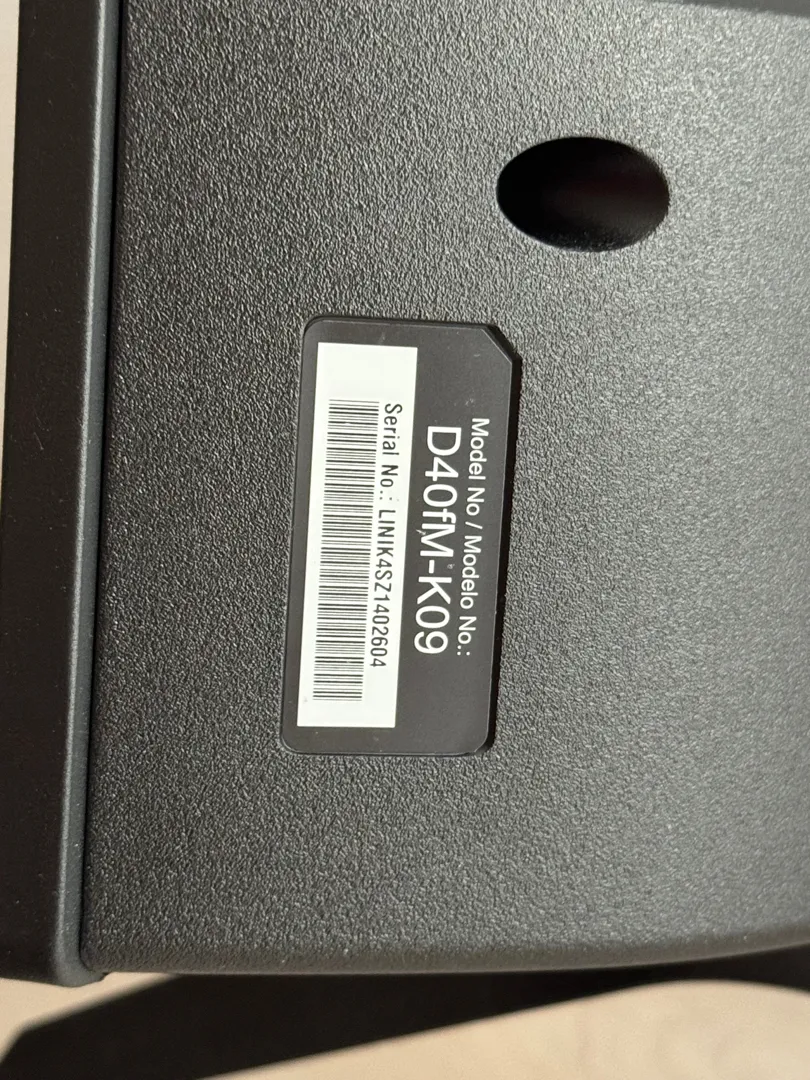 Model No / Modelo No.:
D40fM-K09
Serial No.: LINIK4SZ1402604